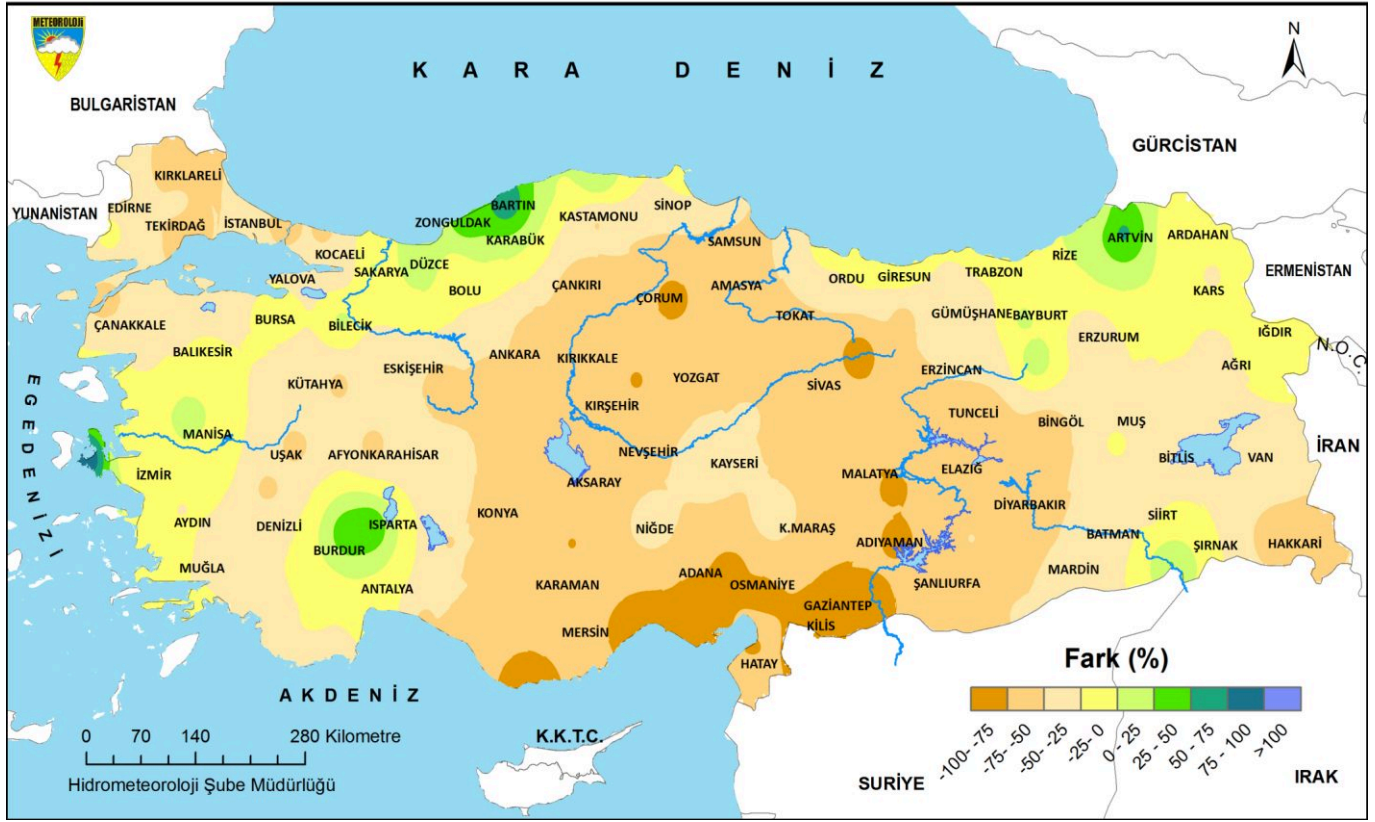 METEOROLOJİ
N
K A R A D E N İ Z
BULGARİSTAN
GÜRCİSTAN
YUNANİSTAN
ERMENİSTAN
N.O.C.
İRAN
E G E D E N İ Z İ
KIRKLARELİ
EDİRNE
TEKİRDAĞ
İSTANBUL
KOCAELİ
YALOVA
SAKARYA
DÜZCE
ZONGULDAK
BARTIN
KARABÜK
BOLU
KASTAMONU
SİNOP
SAMSUN
ÇANKIRI
ÇORUM
AMASYA
TOKAT
ORDU
GİRESUN
TRABZON
RİZE
ARTVİN
ARDAHAN
KARS
IĞDIR
AĞRI
GÜMÜŞHANE
BAYBURT
ERZURUM
ERZİNCAN
ÇANAKKALE
BALIKESİR
BURSA
BİLECİK
ESKİŞEHİR
KÜTAHYA
ANKARA
KIRIKKALE
YOZGAT
SİVAS
KIRŞEHİR
TUNCELİ
BİNGÖL
MUŞ
BİTLİS
VAN
MANİSA
İZMİR
UŞAK
AFYONKARAHİSAR
NEVŞEHİR
KAYSERİ
AKSARAY
MALATYA
ELAZIĞ
DİYARBAKIR
SİİRT
BATMAN
ŞIRNAK
HAKKARİ
MARDİN
AYDIN
DENİZLİ
ISPARTA
BURDUR
KONYA
NİĞDE
K.MARAŞ
ADIYAMAN
ŞANLIURFA
MUĞLA
ANTALYA
KARAMAN
ADANA
OSMANİYE
GAZİANTEP
KİLİS
MERSİN
HATAY
A K D E N İ Z
K.K.T.C.
SURİYE
IRAK
0 70 140 280 Kilometre
Hidrometeoroloji Şube Müdürlüğü
Fark (%)
-100- -75
-75- -50
-50- -25
-25- 0
0 - 25
25 - 50
50 - 75
75 - 100
>100